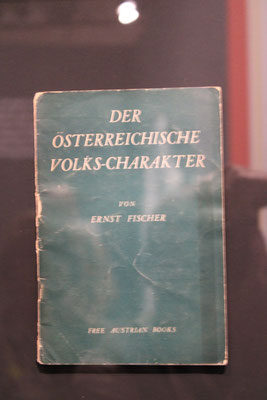 DER
ÖSTERREICHISCHE
VOLKS-CHARAKTER
VON
ERNST FISCHER
FREE AUSTRIAN BOOKS